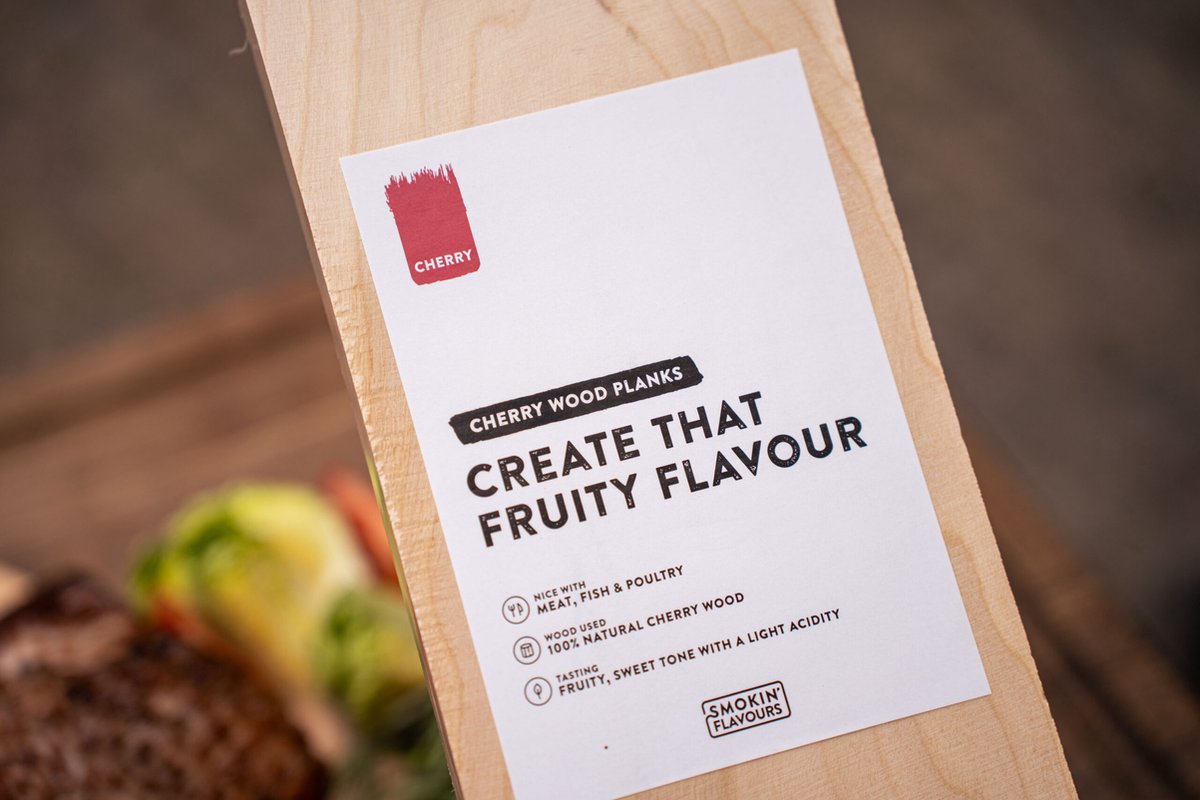 CHERRY
CHERRY WOOD PLANKS
CREATE THAT
FRUITY FLAVOUR
NICE WITH
MEAT, FISH & POULTRY
WOOD USED
100% NATURAL CHERRY WOOD
TASTING
FRUITY, SWEET TONE WITH A LIGHT ACIDITY
SMOKIN'
FLAVOURS